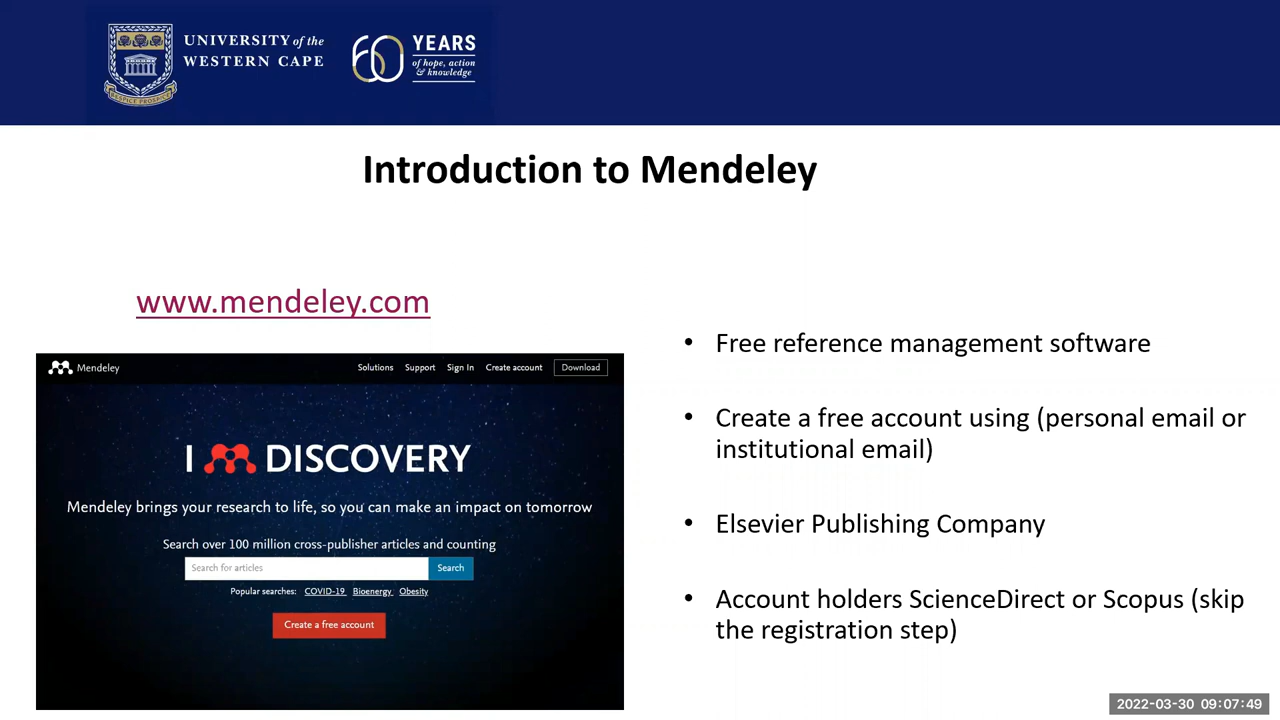 UNIVERSITY of the
WESTERN CAPE
RESPICE PROSPICE
60 YEARS
of hope, action
& knowledge
Introduction to Mendeley
www.mendeley.com
Mendeley
Solutions Support Sign In Create account Download
I DISCOVERY
Mendeley brings your research to life, so you can make an impact on tomorrow
Search over 100 million cross-publisher articles and counting
Search for articles Search
Popular searches: COVID-19 Bioenergy Obesity
Create a free account
• Free reference management software
• Create a free account using (personal email or
institutional email)
• Elsevier Publishing Company
• Account holders ScienceDirect or Scopus (skip
the registration step)
2022-03-30 09:07:49